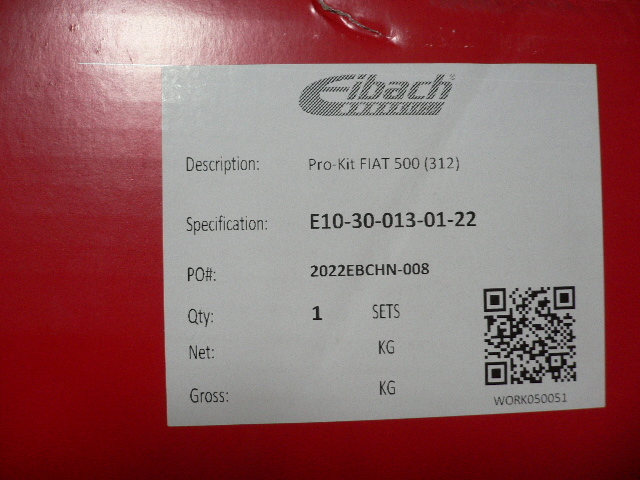 Eibach
Description: Pro-Kit FIAT 500 (312)
Specification: E10-30-013-01-22
PO#: 2022EBCHN-008
Qty: 1 SETS
Net: KG
Gross: KG
WORK050051